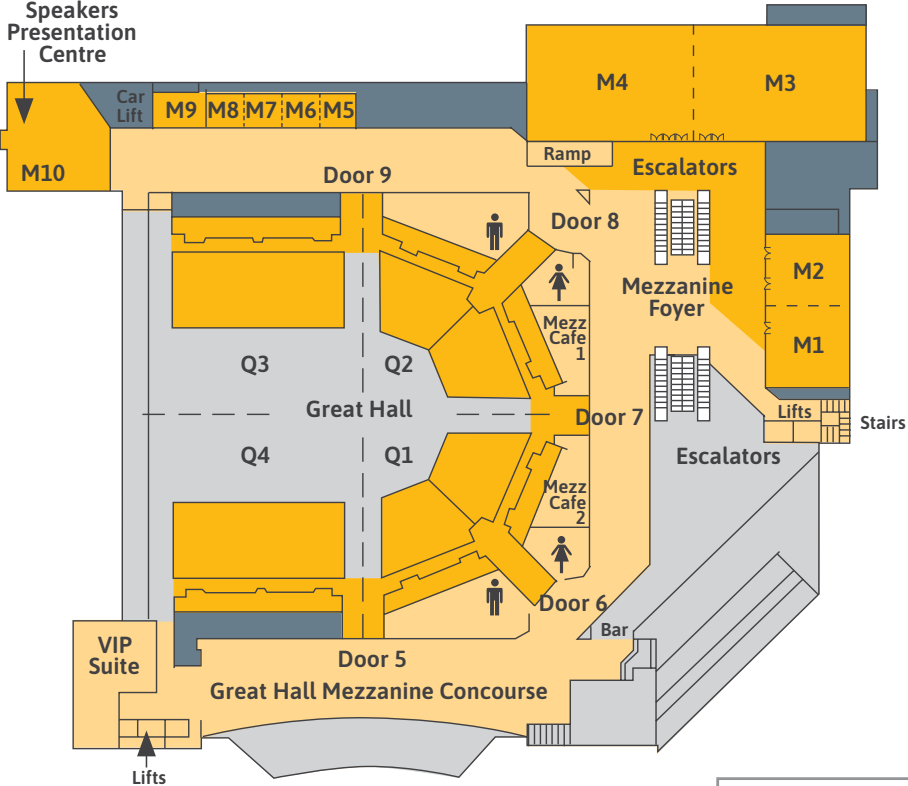 Speakers
Presentation
Centre
Car
Lift
M9
M8
M7
M6
M5
M4
M3
M10
Ramp
Escalators
Door 9
Door 8
Mezzanine
Foyer
M2
M1
Mezz
Cafe
1
Q3
Q2
Great Hall
Door 7
Lifts
Stairs
Q4
Q1
Escalators
Mezz
Cafe
2
Door 6
Bar
VIP
Suite
Door 5
Great Hall Mezzanine Concourse
Lifts